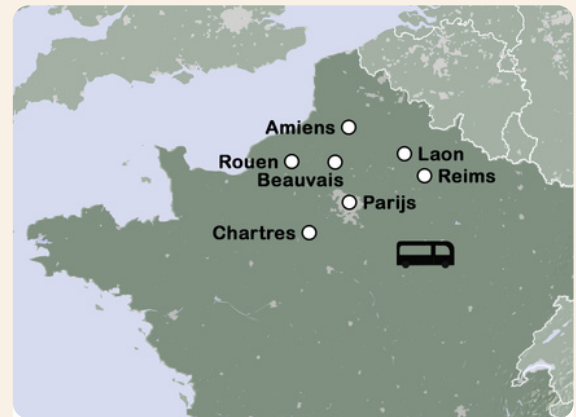 Amiens
Laon
Rouen
Beauvais
Reims
Parijs
Chartres